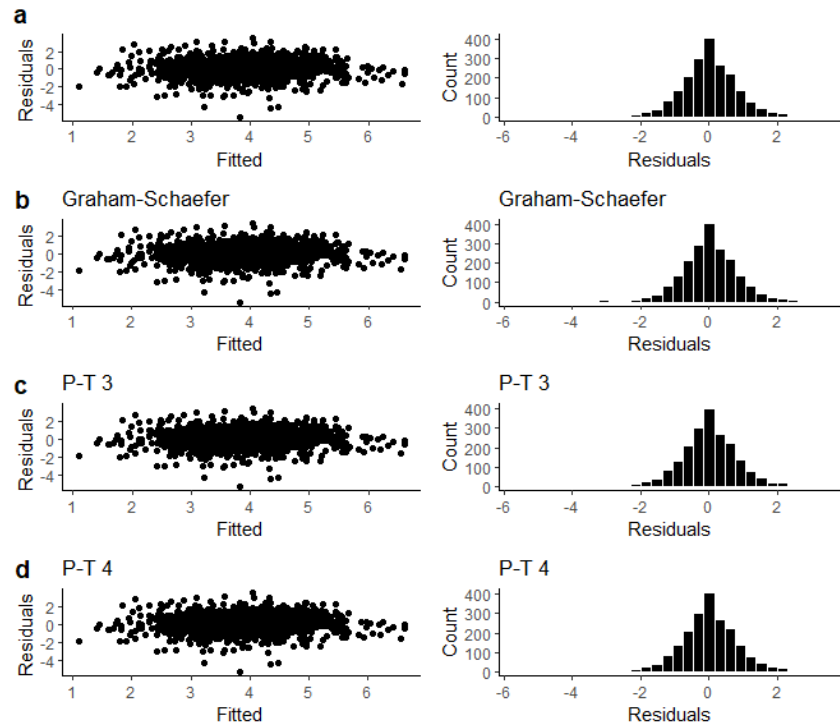 a
2
0
-2
-4
Residuals
1 2 3 4 5 6
Fitted
400
300
200
100
0
Count
-6 -4 -2 0 2
Residuals
b Graham-Schaefer
2
0
-2
-4
Residuals
1 2 3 4 5 6
Fitted
Graham-Schaefer
400
300
200
100
0
Count
-6 -4 -2 0 2
Residuals
c P-T 3
2
0
-2
-4
Residuals
1 2 3 4 5 6
Fitted
P-T 3
400
300
200
100
0
Count
-6 -4 -2 0 2
Residuals
d P-T 4
2
0
-2
-4
Residuals
1 2 3 4 5 6
Fitted
P-T 4
400
300
200
100
0
Count
-6 -4 -2 0 2
Residuals